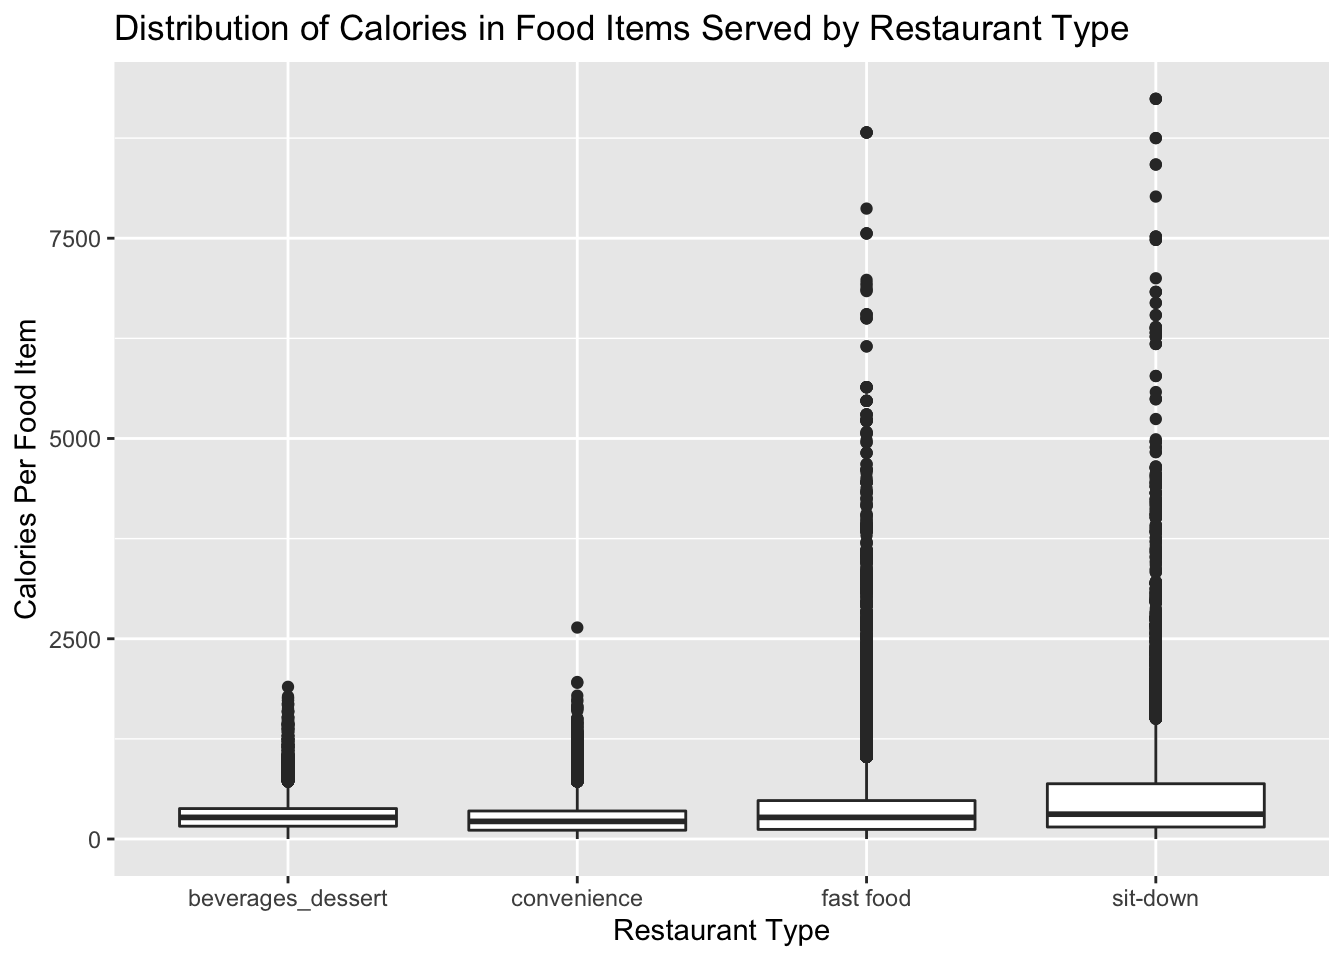 Distribution of Calories in Food Items Served by Restaurant Type
Calories Per Food Item
7500
5000
2500
0
beverages_dessert
convenience
fast food
sit-down
Restaurant Type